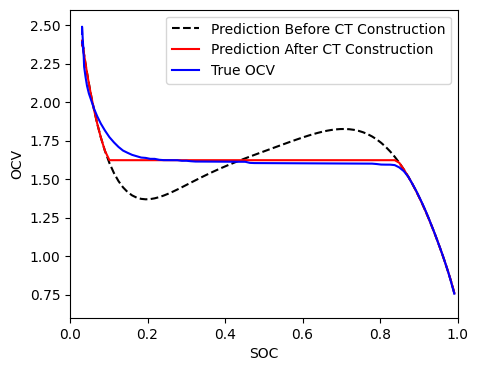 Prediction Before CT Construction
Prediction After CT Construction
True OCV
2.50
2.25
2.00
1.75
1.50
1.25
1.00
0.75
OCV
0.0 0.2 0.4 0.6 0.8 1.0
SOC